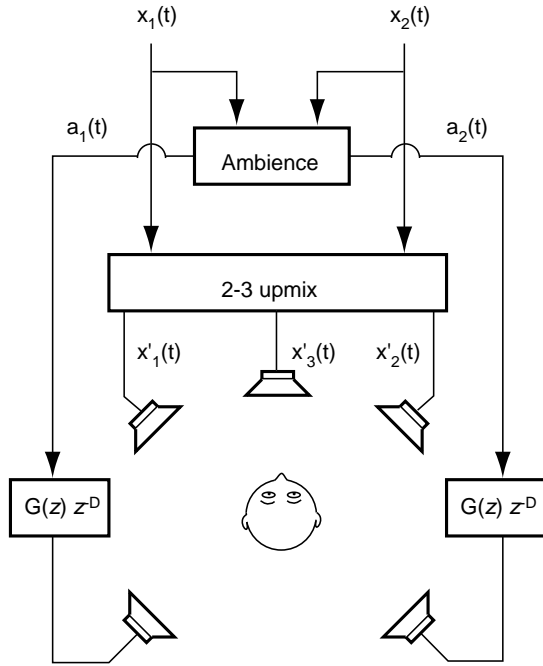 x₁(t) x₂(t)
a₁(t) a₂(t)
Ambience
2-3 upmix
x'₁(t) x'₃(t) x'₂(t)
G(z) z⁻ᴰ G(z) z⁻ᴰ